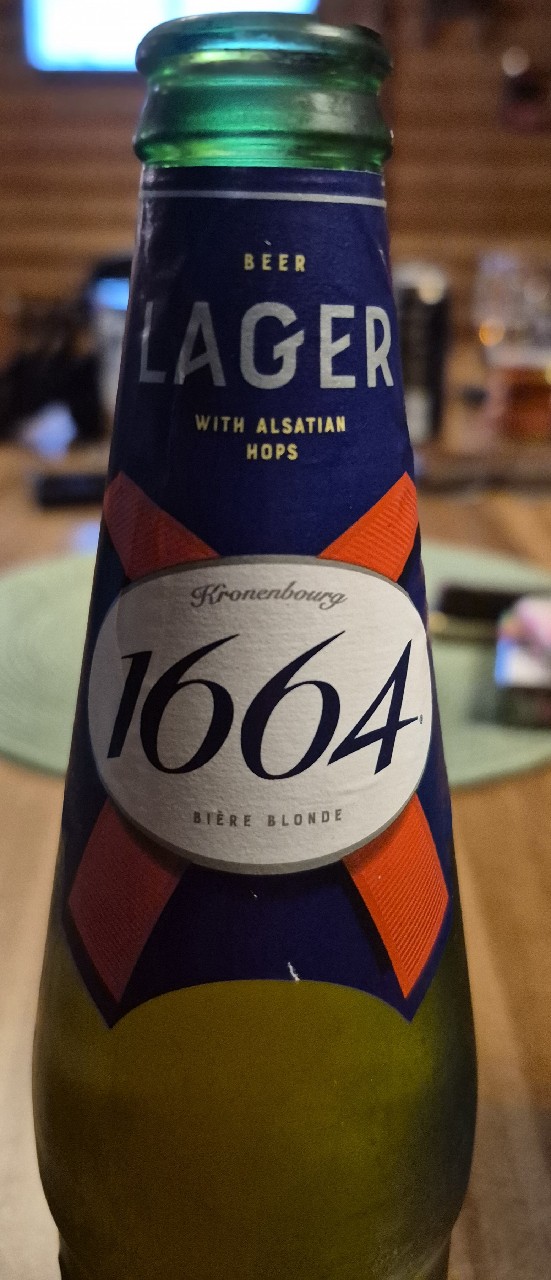 BEER
LAGER
WITH ALSATIAN
HOPS
Kronenbourg
1664
BIÈRE BLONDE